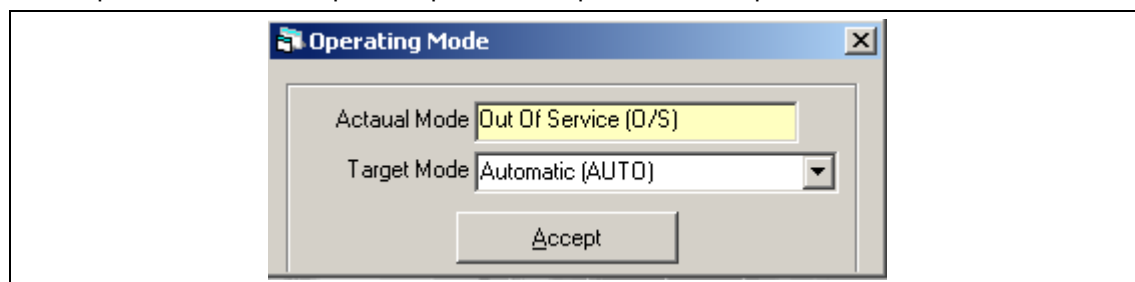 Operating Mode
Actaual Mode Out Of Service (O/S)
Target Mode Automatic (AUTO)
Accept